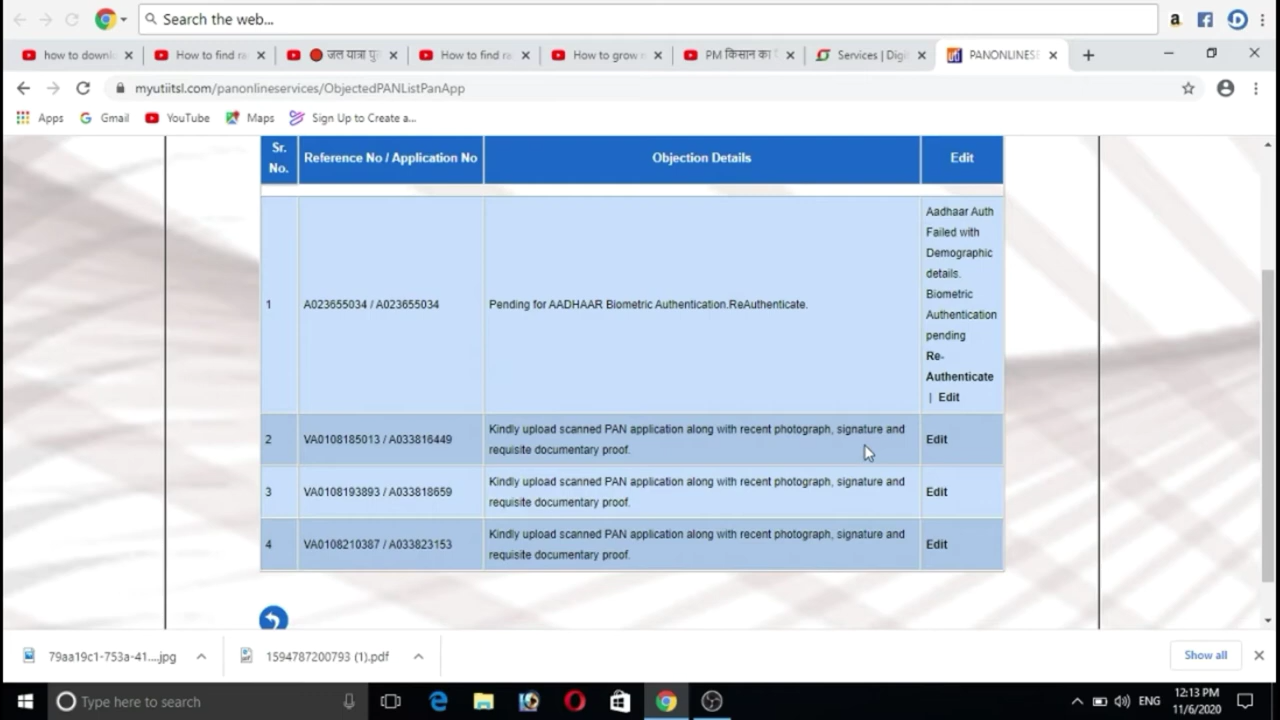 Search the web...
how to downl
How to find ra
जल यात्रा पु
How to find ra
How to grow
PM किसान का
Services | Digi
PANONLINESE
myutiitsl.com/panonlineservices/ObjectedPANListPanApp
Apps
Gmail
YouTube
Maps
Sign Up to Create a...
Sr. No.
Reference No / Application No
Objection Details
Edit
1
A023655034 / A023655034
Pending for AADHAAR Biometric Authentication.ReAuthenticate.
Aadhaar Auth
Failed with
Demographic
details.
Biometric
Authentication
pending
Re-
Authenticate
| Edit
2
VA0108185013 / A033816449
Kindly upload scanned PAN application along with recent photograph, signature and
requisite documentary proof.
Edit
3
VA0108193893 / A033818659
Kindly upload scanned PAN application along with recent photograph, signature and
requisite documentary proof.
Edit
4
VA0108210387 / A033823153
Kindly upload scanned PAN application along with recent photograph, signature and
requisite documentary proof.
Edit
79aa19c1-753a-41....jpg
1594787200793 (1).pdf
Show all
Type here to search
ENG
12:13 PM
11/6/2020